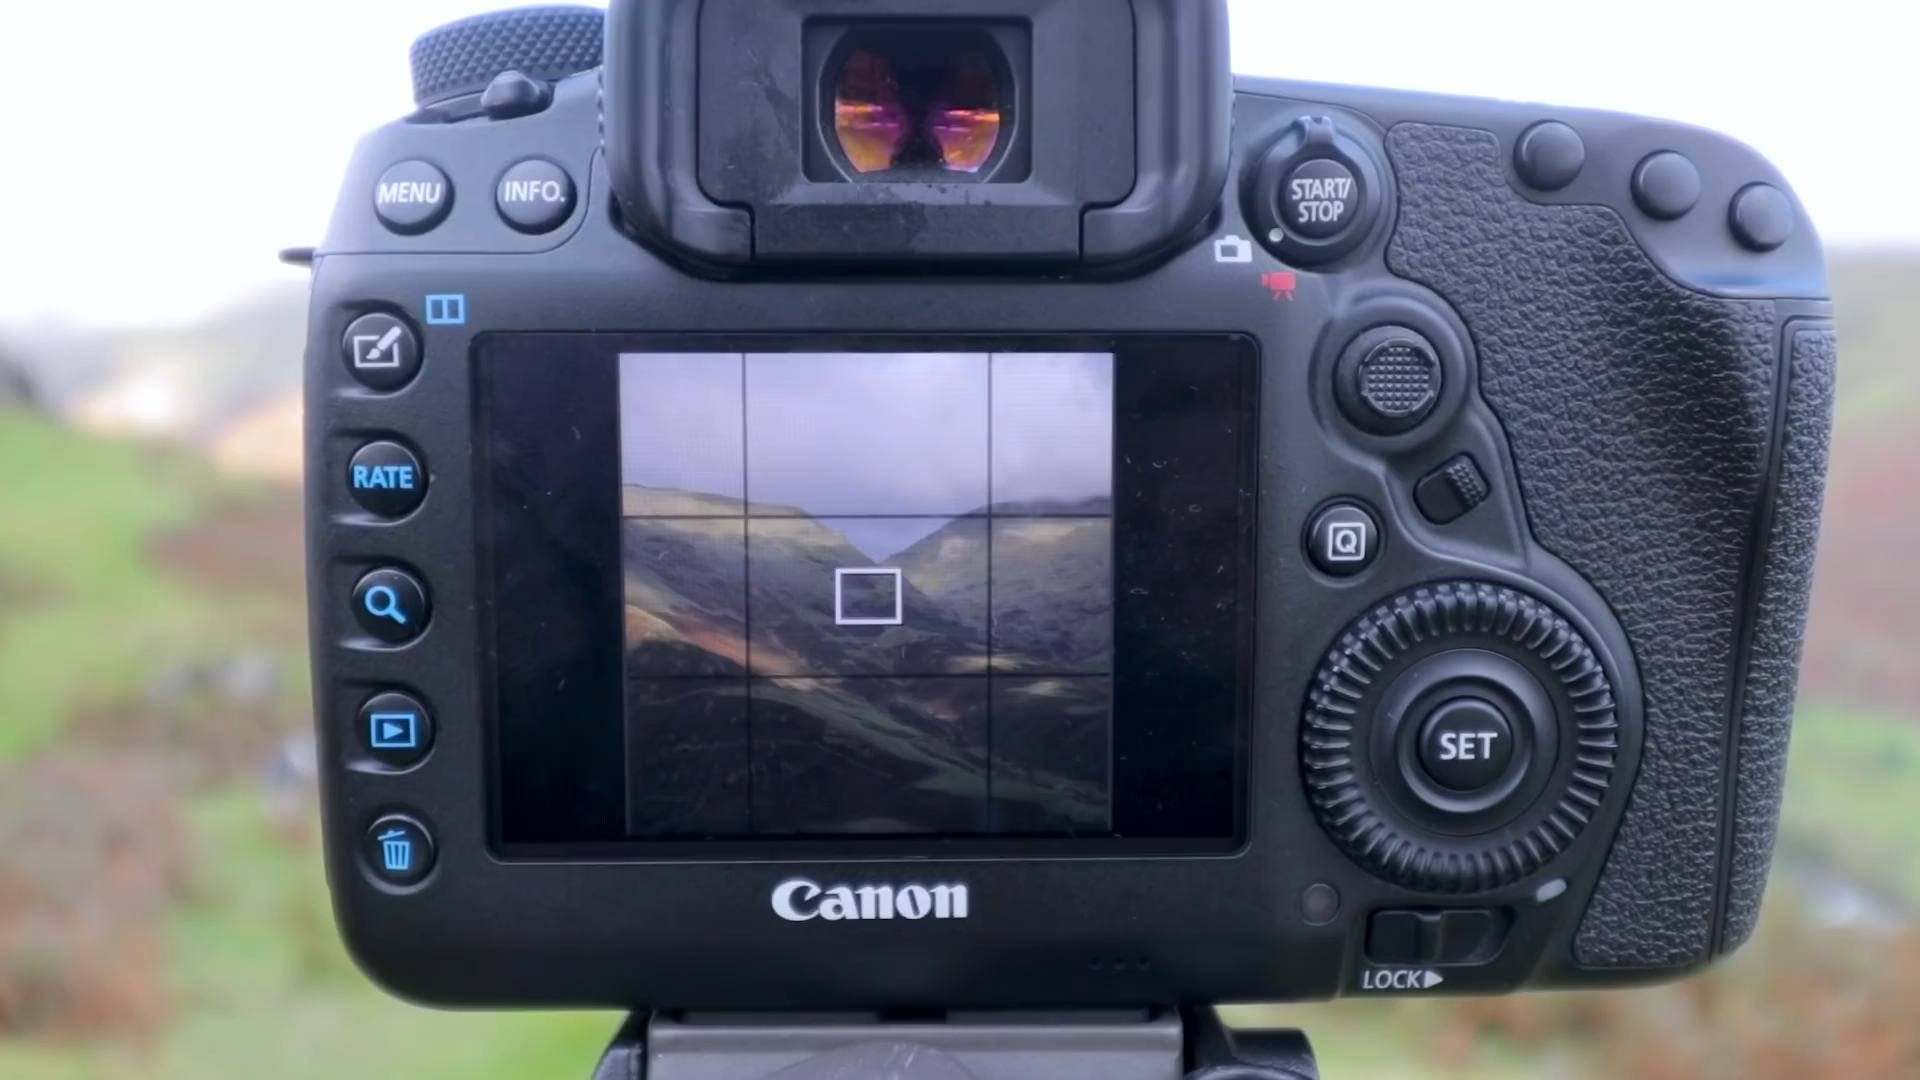 MENU
INFO.
START/
STOP
RATE
Q
SET
Canon
LOCK